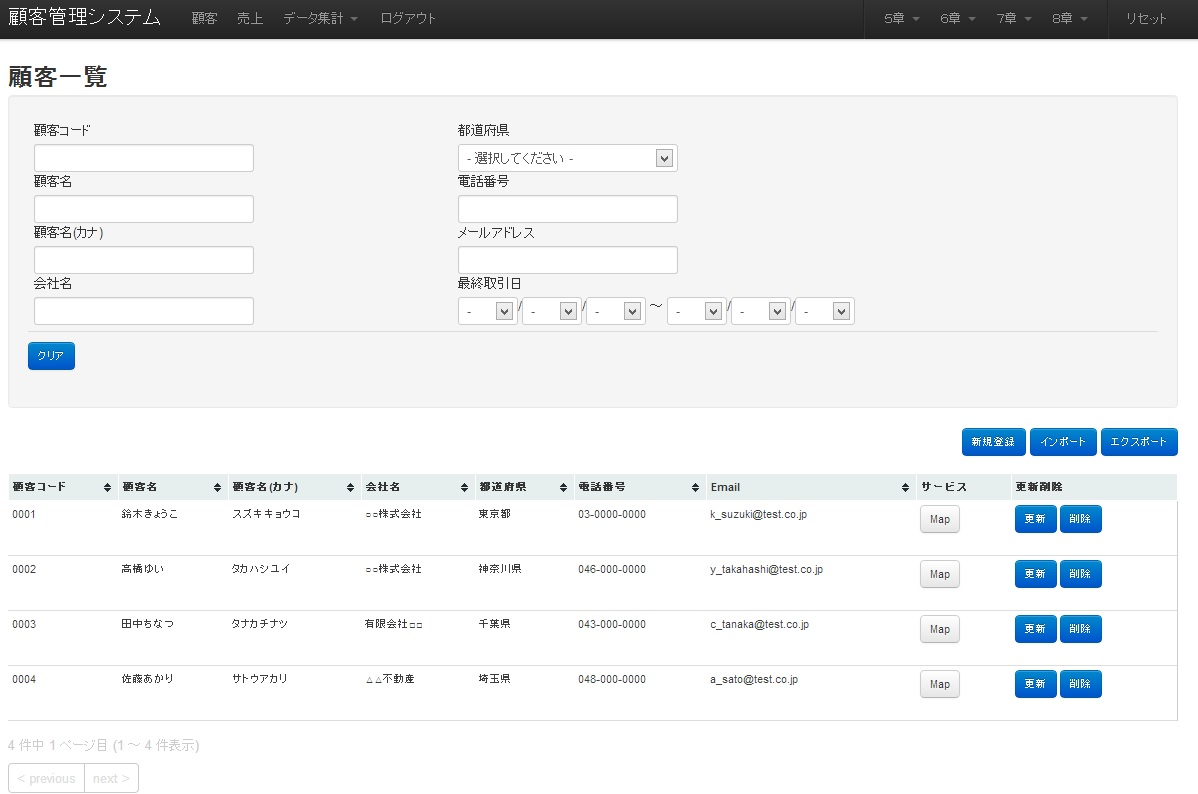 顧客管理システム 顧客 売上 データ集計 ログアウト 5章 6章 7章 8章 リセット
顧客一覧
顧客コード 都道府県
- 選択してください -
顧客名 電話番号
顧客名(カナ) メールアドレス
会社名 最終取引日
- / - / - ～ - / - / -
クリア
新規登録 インポート エクスポート
顧客コード 顧客名 顧客名(カナ) 会社名 都道府県 電話番号 Email サービス 更新削除
0001 鈴木きょうこ スズキキョウコ ○○株式会社 東京都 03-0000-0000 k_suzuki@test.co.jp Map 更新 削除
0002 高橋ゆい タカハシユイ ○○株式会社 神奈川県 046-000-0000 y_takahashi@test.co.jp Map 更新 削除
0003 田中ちなつ タナカチナツ 有限会社□□ 千葉県 043-000-0000 c_tanaka@test.co.jp Map 更新 削除
0004 佐藤あかり サトウアカリ △△不動産 埼玉県 048-000-0000 a_sato@test.co.jp Map 更新 削除
4 件中 1 ページ目 (1 ～ 4 件表示)
< previous next >